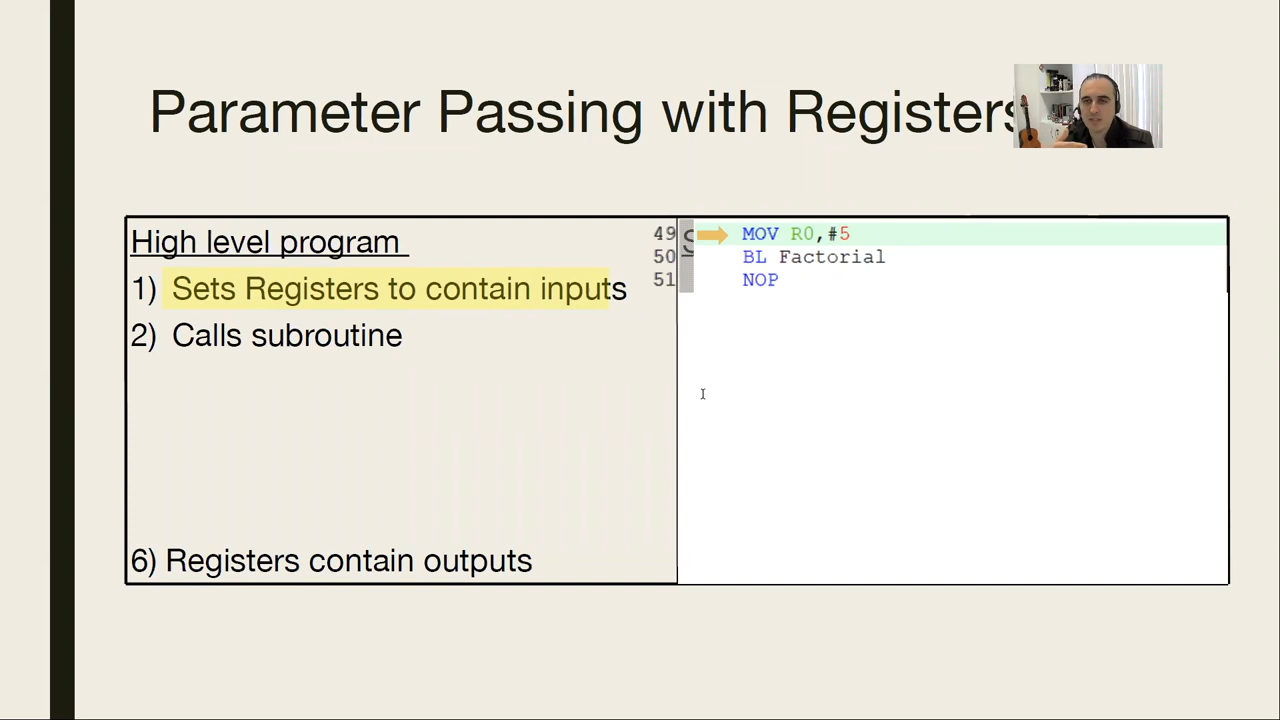 Parameter Passing with Registers
High level program
1) Sets Registers to contain inputs
2) Calls subroutine
6) Registers contain outputs
49 MOV R0,#5
50 BL Factorial
51 NOP